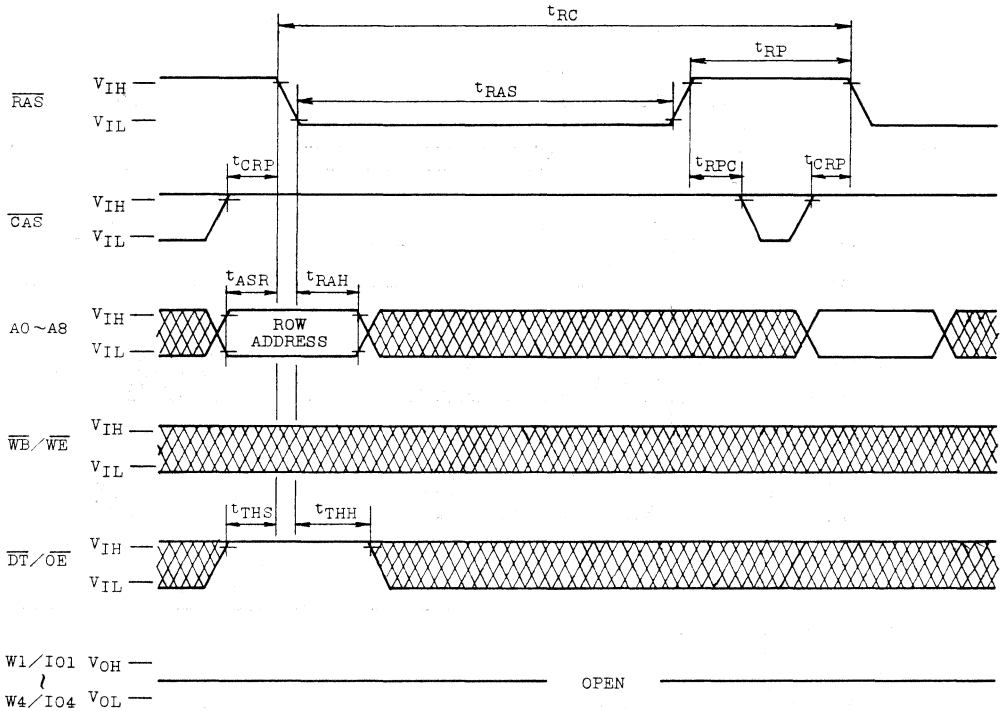 tRC
tRP
tRAS
RAS
VIH
VIL
tCRP
tRPC
tCRP
CAS
VIH
VIL
tASR
tRAH
A0~A8
VIH
VIL
ROW
ADDRESS
WB/WE
VIH
VIL
tTHS
tTHH
DT/OE
VIH
VIL
W1/IO1
≀
W4/IO4
VOH
VOL
OPEN